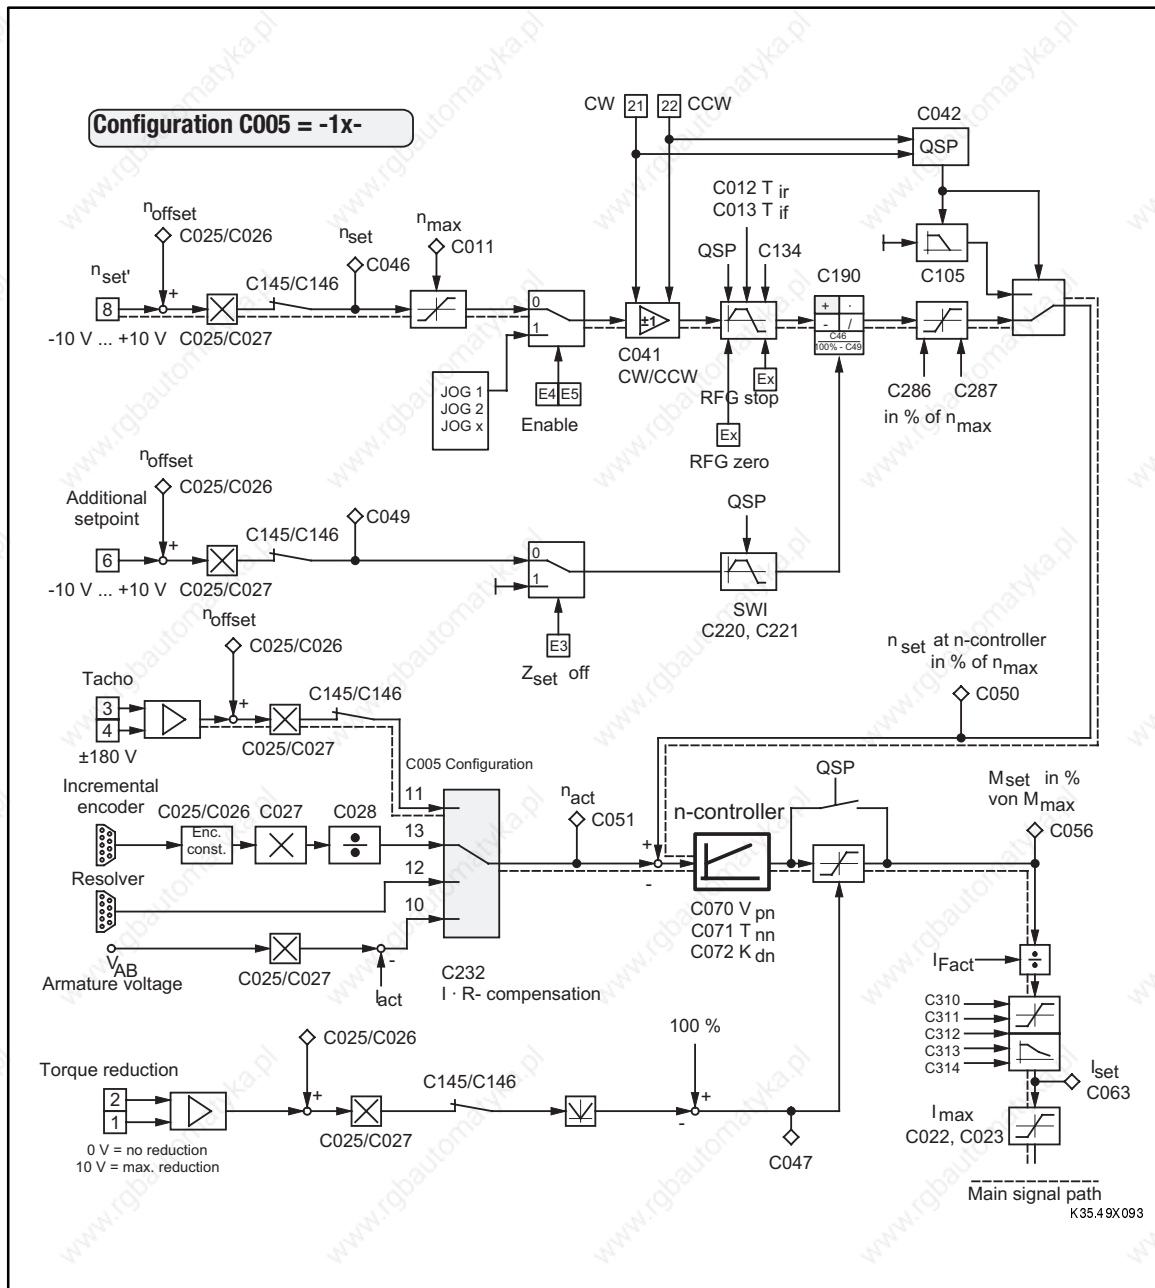 Configuration C005 = -1x-
CW 21 22 CCW
C042
QSP
C012 T ir
C013 T if
QSP
C134
C190
+ ·
- /
C46
100% - C49
C105
n offset
C025/C026
n set'
8
+
-10 V ... +10 V
C025/C027
C145/C146
n set
C046
n max
C011
0
1
JOG 1
JOG 2
JOG x
E4 E5
Enable
±1
C041
CW/CCW
RFG stop
Ex
Ex
RFG zero
C286 C287
in % of n max
n offset
C025/C026
Additional
setpoint
6
+
-10 V ... +10 V
C025/C027
C145/C146
C049
0
1
E3
Z set off
QSP
SWI
C220, C221
n offset
C025/C026
Tacho
3
4
±180 V
+
C025/C027
C145/C146
n set at n-controller
in % of n max
C050
C005 Configuration
11
13
12
10
Incremental
encoder
C025/C026 C027 C028
Enc.
const.
÷
Resolver
V AB
Armature voltage
C025/C027
-
I act
C232
I · R- compensation
n act
C051
+
-
n-controller
C070 V pn
C071 T nn
C072 K dn
QSP
M set in %
von M max
C056
I Fact
÷
C310
C311
C312
C313
C314
I set
C063
I max
C022, C023
Torque reduction
2
1
0 V = no reduction
10 V = max. reduction
C025/C026
+
C025/C027
C145/C146
100 %
+
-
C047
Main signal path
K35.49X093
www.rgbautomatyka.pl